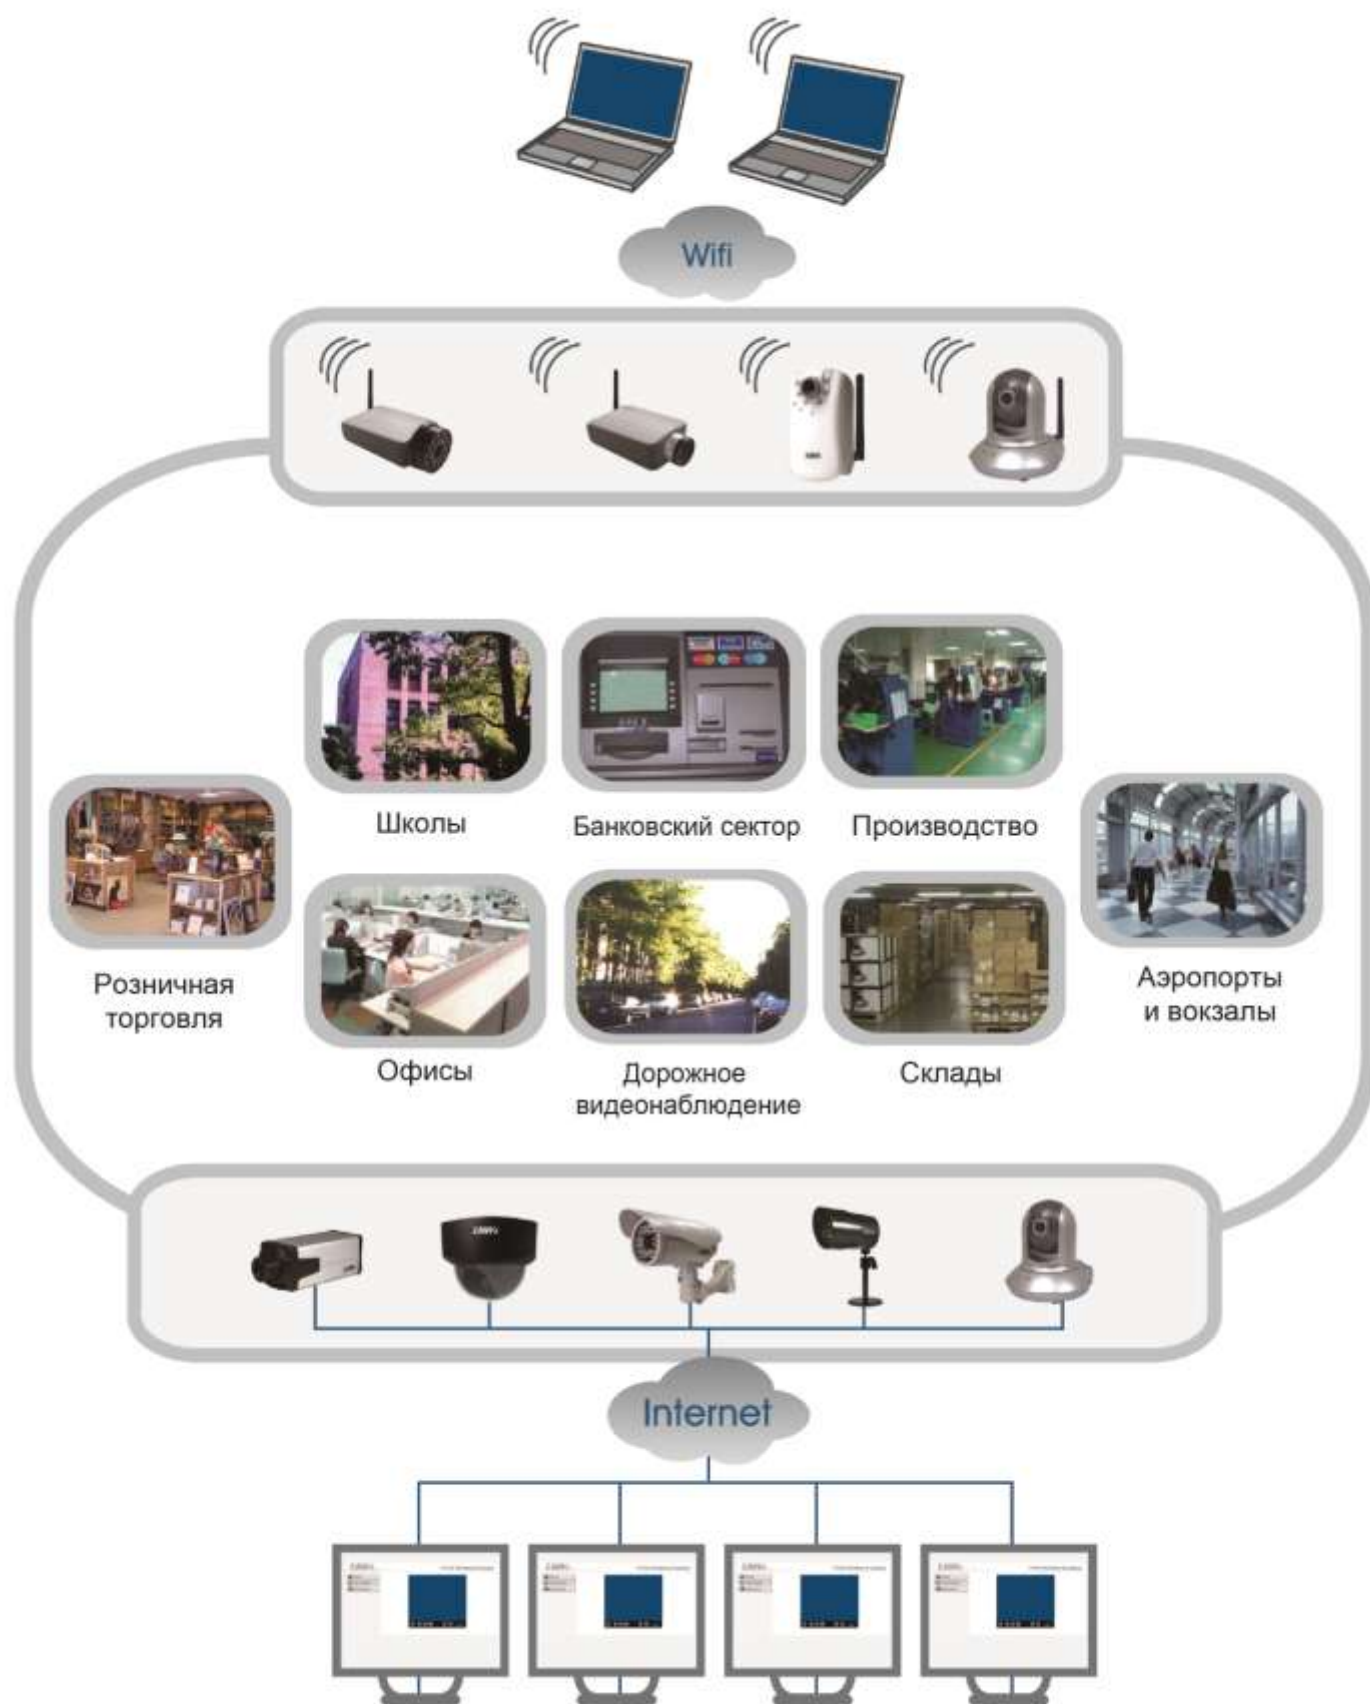 Wifi
Школы
Банковский сектор
Производство
Розничная
торговля
Аэропорты
и вокзалы
Офисы
Дорожное
видеонаблюдение
Склады
Internet